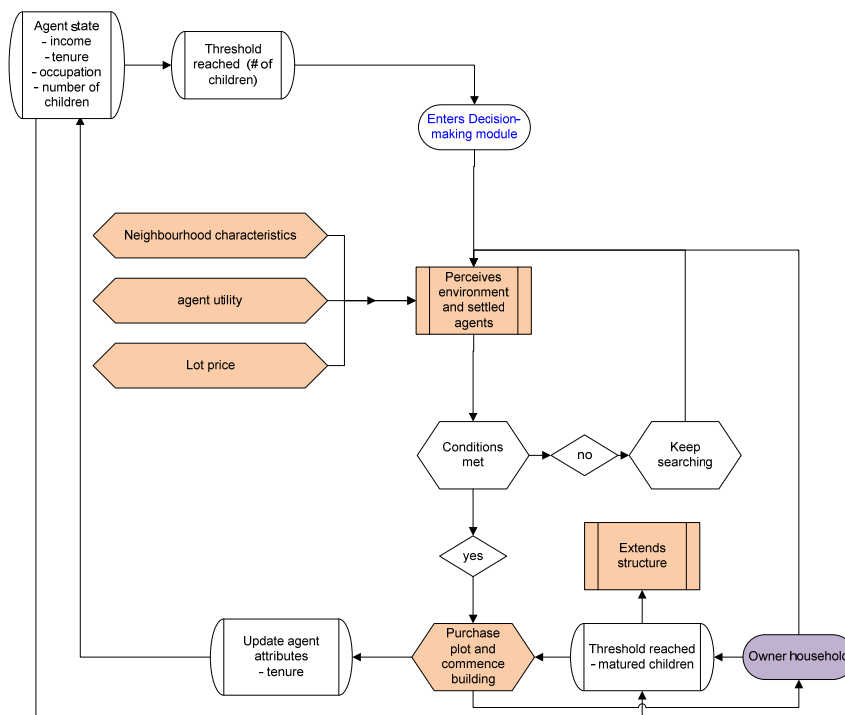 Agent state
- income
- tenure
- occupation
- number of
children
Threshold
reached (# of
children)
Enters Decision-
making module
Neighbourhood characteristics
agent utility
Lot price
Perceives
environment
and settled
agents
Conditions
met
no
Keep
searching
yes
Extends
structure
Update agent
attributes
- tenure
Purchase
plot and
commence
building
Threshold reached
- matured children
Owner household